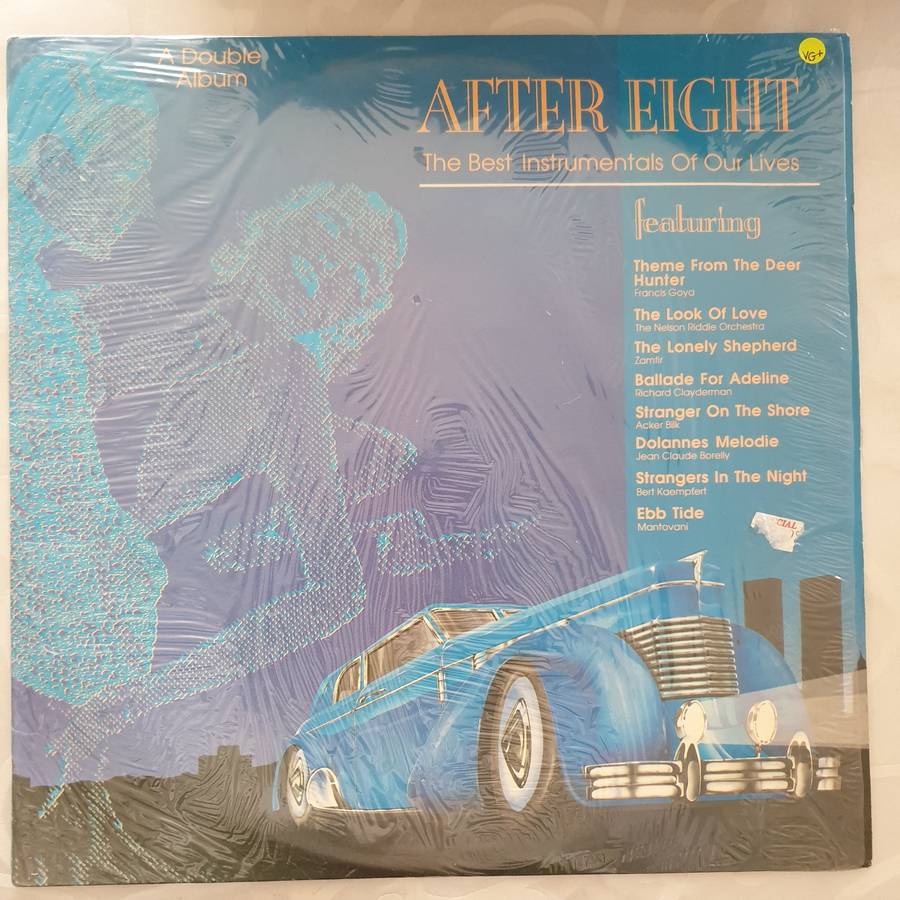 A Double
Album
VG+
AFTER EIGHT
The Best Instrumentals Of Our Lives
featuring
Theme From The Deer
Hunter
Francis Goya
The Look Of Love
The Nelson Riddle Orchestra
The Lonely Shepherd
Zamfir
Ballade For Adeline
Richard Clayderman
Stranger On The Shore
Acker Bilk
Dolannes Melodie
Jean Claude Borelly
Strangers In The Night
Bert Kaempfert
Ebb Tide
Mantovani